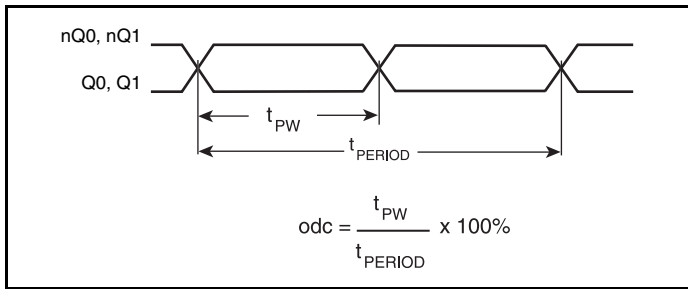 nQ0, nQ1
Q0, Q1
tPW
tPERIOD
odc = tPW / tPERIOD x 100%